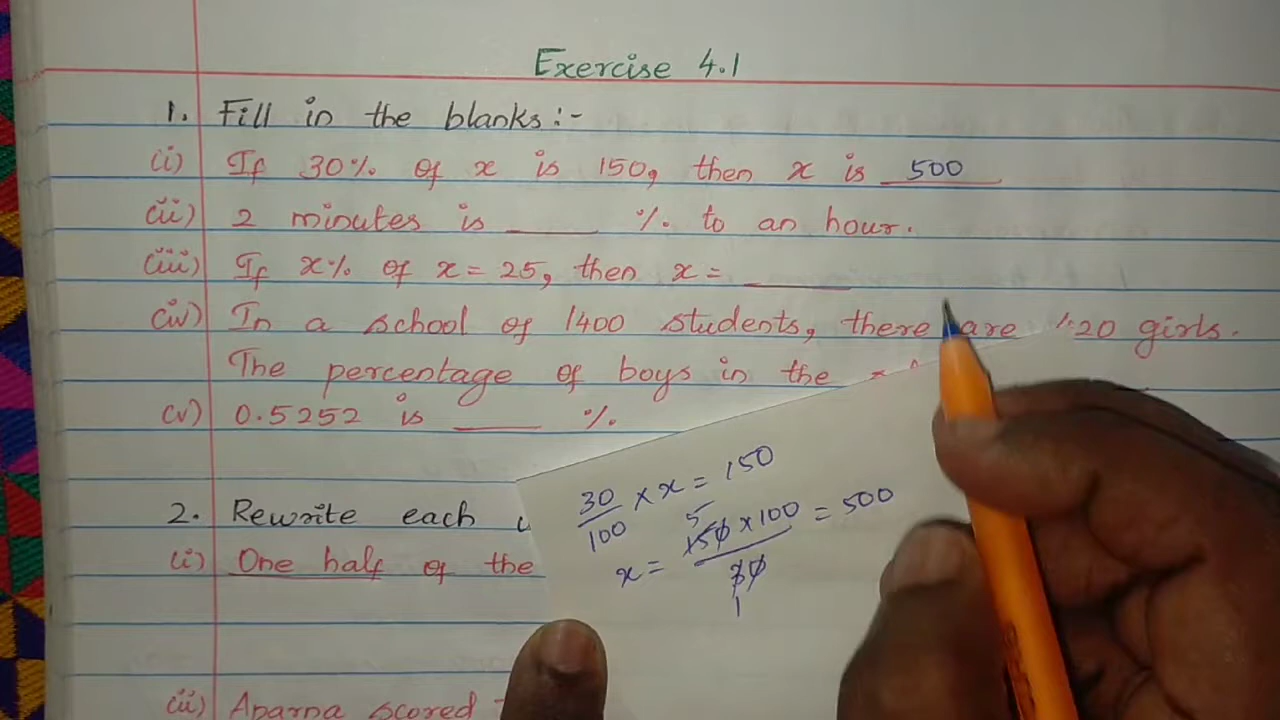 Exercise 4.1
1. Fill in the blanks:-
(i) If 30% of x is 150, then x is 500
(ii) 2 minutes is ____ % to an hour.
(iii) If x% of x = 25, then x = ____
(iv) In a school of 1400 students, there are 420 girls.
The percentage of boys in the
(v) 0.5252 is ____ %.
30/100 × x = 150
x = 150 × 100 / 30 = 500
5
1
2. Rewrite each
(i) One half of the
(ii) Aparna scored